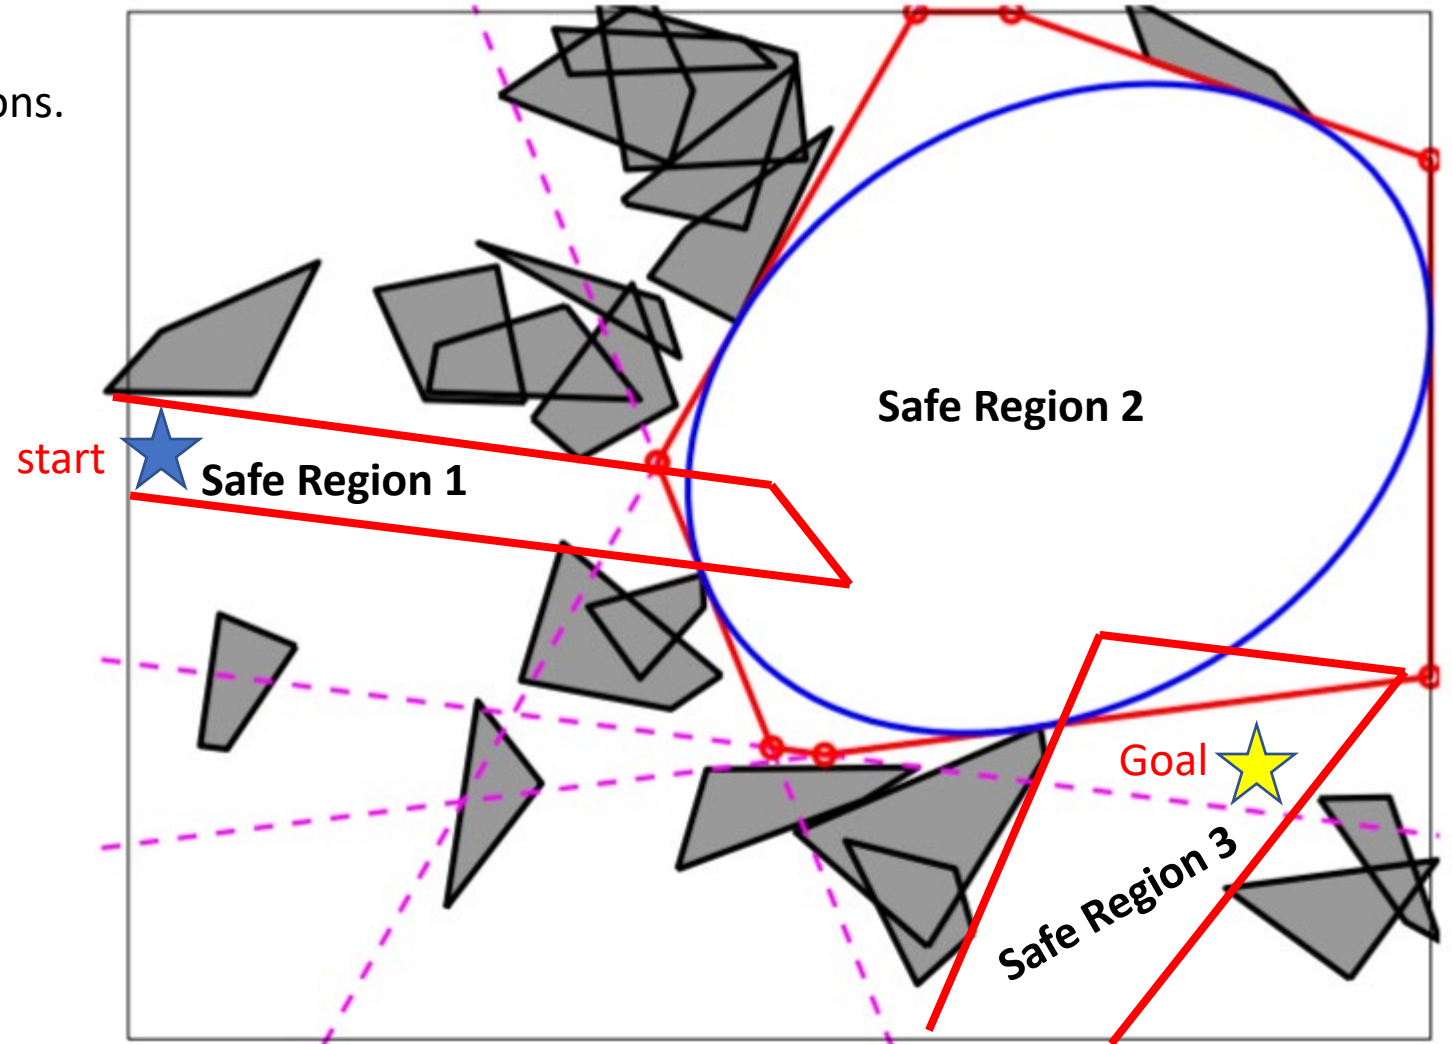 ons.
Safe Region 2
start
Safe Region 1
Goal
Safe Region 3